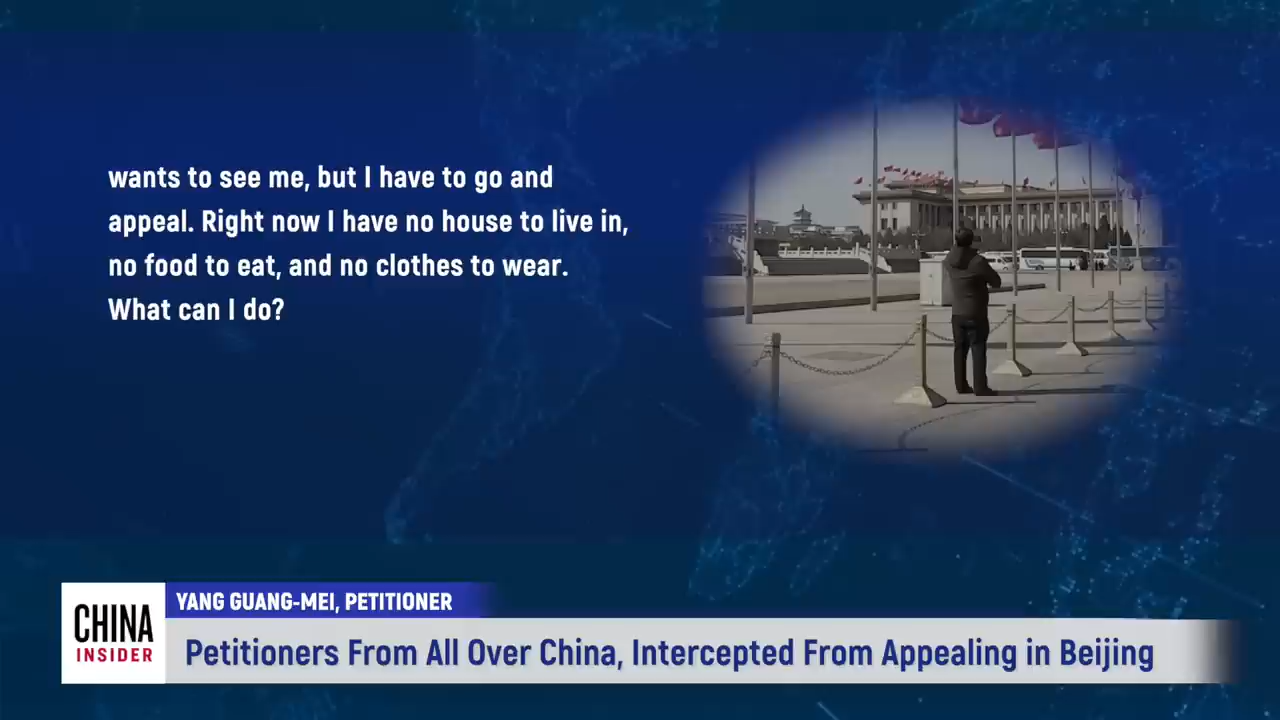 wants to see me, but I have to go and
appeal. Right now I have no house to live in,
no food to eat, and no clothes to wear.
What can I do?
YANG GUANG-MEI, PETITIONER
CHINA
INSIDER
Petitioners From All Over China, Intercepted From Appealing in Beijing